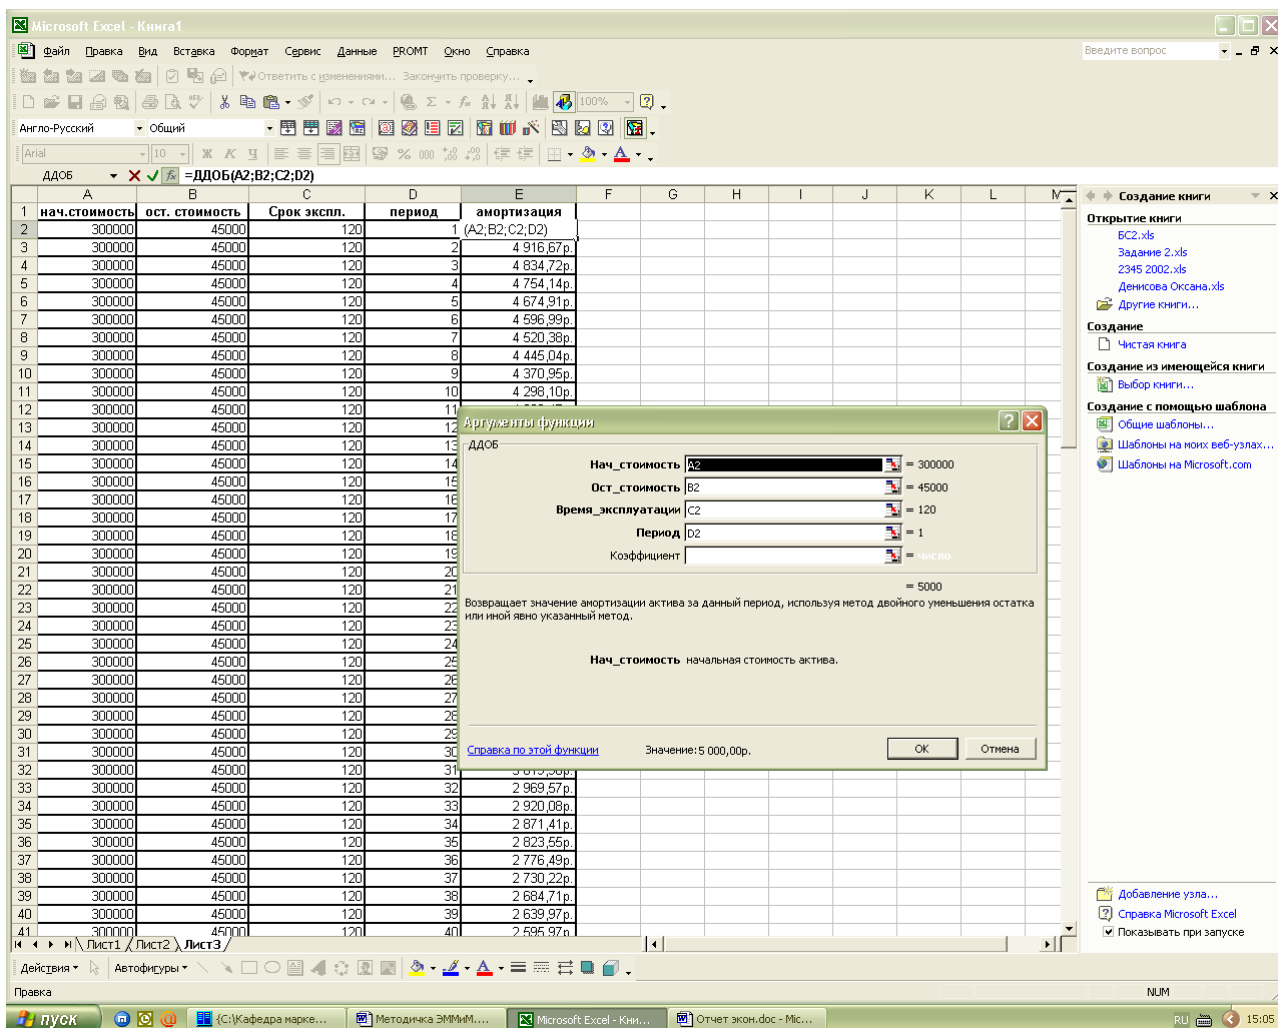 Microsoft Excel - Книга1
Файл Правка Вид Вставка Формат Сервис Данные PROMT Окно Справка Введите вопрос
Ответить с изменениями... Закончить проверку...
100%
Англо-Русский Общий
Arial 10 Ж К Ч
ДДОБ =ДДОБ(A2;B2;C2;D2)
A B C D E F G H I J K L M
1 нач.стоимость ост. стоимость Срок экспл. период амортизация
2 300000 45000 120 1 (A2;B2;C2;D2)
3 300000 45000 120 2 4 916,67р.
4 300000 45000 120 3 4 834,72р.
5 300000 45000 120 4 4 754,14р.
6 300000 45000 120 5 4 674,91р.
7 300000 45000 120 6 4 596,99р.
8 300000 45000 120 7 4 520,38р.
9 300000 45000 120 8 4 445,04р.
10 300000 45000 120 9 4 370,95р.
11 300000 45000 120 10 4 298,10р.
12 300000 45000 120 11
13 300000 45000 120 12
14 300000 45000 120 13
15 300000 45000 120 14
16 300000 45000 120 15
17 300000 45000 120 16
18 300000 45000 120 17
19 300000 45000 120 18
20 300000 45000 120 19
21 300000 45000 120 20
22 300000 45000 120 21
23 300000 45000 120 22
24 300000 45000 120 23
25 300000 45000 120 24
26 300000 45000 120 25
27 300000 45000 120 26
28 300000 45000 120 27
29 300000 45000 120 28
30 300000 45000 120 29
31 300000 45000 120 30
32 300000 45000 120 31
33 300000 45000 120 32 2 969,57р.
34 300000 45000 120 33 2 920,08р.
35 300000 45000 120 34 2 871,41р.
36 300000 45000 120 35 2 823,55р.
37 300000 45000 120 36 2 776,49р.
38 300000 45000 120 37 2 730,22р.
39 300000 45000 120 38 2 684,71р.
40 300000 45000 120 39 2 639,97р.
41 300000 45000 120 40 2 595,97р.
Аргументы функции
ДДОБ
Нач_стоимость A2 = 300000
Ост_стоимость B2 = 45000
Время_эксплуатации C2 = 120
Период D2 = 1
Коэффициент = число
= 5000
Возвращает значение амортизации актива за данный период, используя метод двойного уменьшения остатка
или иной явно указанный метод.
Нач_стоимость начальная стоимость актива.
Справка по этой функции Значение:5 000,00р. ОК Отмена
Создание книги
Открытие книги
БС2.xls
Задание 2.xls
2345 2002.xls
Денисова Оксана.xls
Другие книги...
Создание
Чистая книга
Создание из имеющейся книги
Выбор книги...
Создание с помощью шаблона
Общие шаблоны...
Шаблоны на моих веб-узлах...
Шаблоны на Microsoft.com
Добавление узла...
Справка Microsoft Excel
Показывать при запуске
Лист1 Лист2 Лист3
Действия Автофигуры
Правка NUM
пуск {C:\Кафедра марке... Методичка ЭММиМ.... Microsoft Excel - Кни... Отчет экон.doc - Mic... RU 15:05